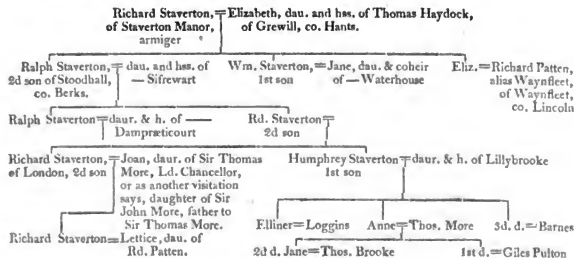 Richard Staverton, = Elizabeth, dau. and hss. of Thomas Haydock,
of Staverton Manor, of Grewill, co. Hants.
armiger
Ralph Staverton, = dau. and hss. of Wm. Staverton, = Jane, dau. & coheir Eliz. = Richard Patten,
2d son of Stoodhall, — Sifrewart 1st son of — Waterhouse alias Waynfleet,
co. Berks. of Waynfleet,
co. Lincoln
Ralph Staverton = daur. & h. of — Rd. Staverton =
Dampræticourt 2d son
Richard Staverton, = Joan, daur. of Sir Thomas Humphrey Staverton = daur. & h. of Lillybrooke
of London, 2d son More, Ld. Chancellor, 1st son
or as another visitation
says, daughter of Sir
John More, father to
Sir Thomas More.
Elliner = Loggins Anne = Thos. More 3d. d. = Barnes
Richard Staverton = Lettice, dau. of
Rd. Patten. 2d d. Jane = Thos. Brooke 1st d. = Giles Pulton